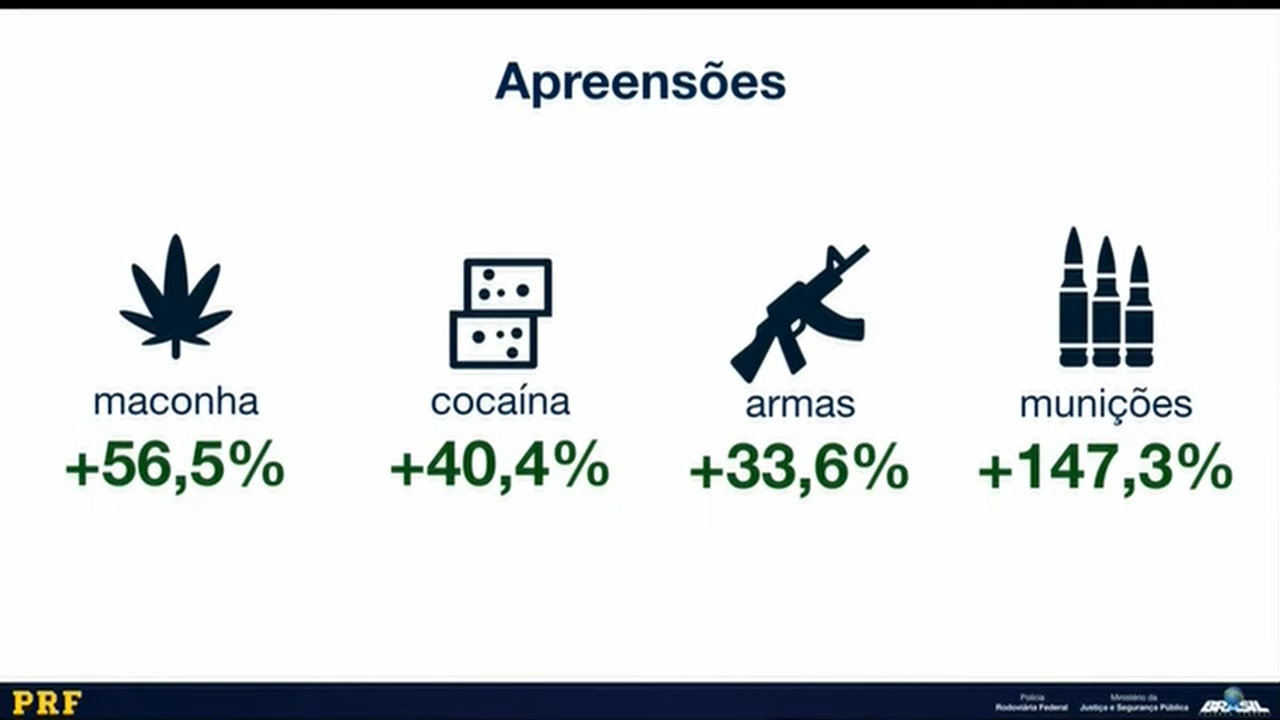 Apreensões
maconha
+56,5%
cocaína
+40,4%
armas
+33,6%
munições
+147,3%
PRF
Polícia
Rodoviária Federal
Ministério da
Justiça e Segurança Pública
BRASIL